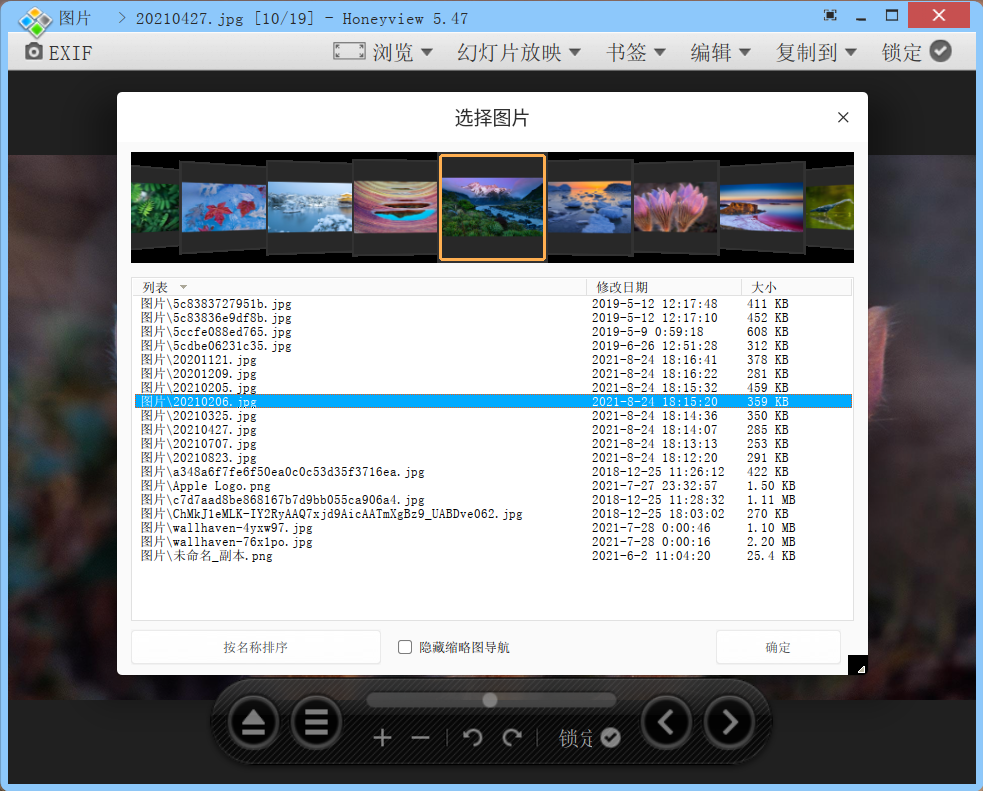 图片 > 20210427.jpg [10/19] - Honeyview 5.47
EXIF 浏览 幻灯片放映 书签 编辑 复制到 锁定
选择图片
列表 修改日期 大小
图片\5c8383727951b.jpg 2019-5-12 12:17:48 411 KB
图片\5c83836e9df8b.jpg 2019-5-12 12:17:10 452 KB
图片\5ccfe088ed765.jpg 2019-5-9 0:59:18 608 KB
图片\5cdbe06231c35.jpg 2019-6-26 12:51:28 312 KB
图片\20201121.jpg 2021-8-24 18:16:41 378 KB
图片\20201209.jpg 2021-8-24 18:16:22 281 KB
图片\20210205.jpg 2021-8-24 18:15:32 459 KB
图片\20210206.jpg 2021-8-24 18:15:20 359 KB
图片\20210325.jpg 2021-8-24 18:14:36 350 KB
图片\20210427.jpg 2021-8-24 18:14:07 285 KB
图片\20210707.jpg 2021-8-24 18:13:13 253 KB
图片\20210823.jpg 2021-8-24 18:12:20 291 KB
图片\a348a6f7fe6f50ea0c0c53d35f3716ea.jpg 2018-12-25 11:26:12 422 KB
图片\Apple Logo.png 2021-7-27 23:32:57 1.50 KB
图片\c7d7aad8be868167b7d9bb055ca906a4.jpg 2018-12-25 11:28:32 1.11 MB
图片\ChMkJ1eMLK-IY2RyAAQ7xjd9AicAATmXgBz9_UABDve062.jpg 2018-12-25 18:03:02 270 KB
图片\wallhaven-4yxw97.jpg 2021-7-28 0:00:46 1.10 MB
图片\wallhaven-76x1po.jpg 2021-7-28 0:00:16 2.20 MB
图片\未命名_副本.png 2021-6-2 11:04:20 25.4 KB
按名称排序 隐藏缩略图导航 确定
锁定